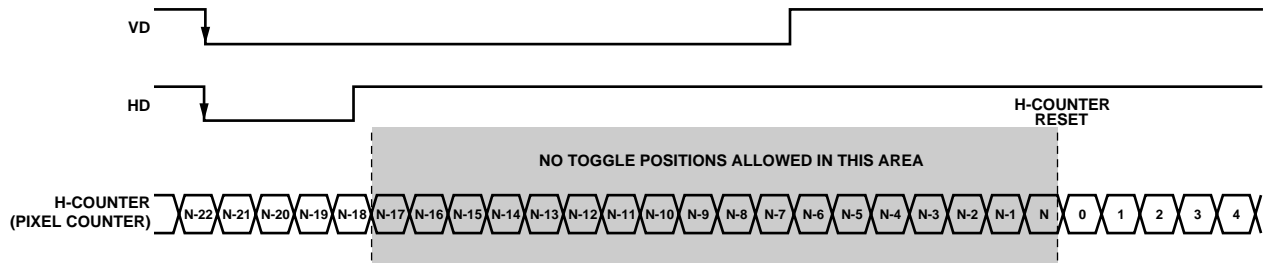 VD
HD
H-COUNTER
RESET
NO TOGGLE POSITIONS ALLOWED IN THIS AREA
H-COUNTER
(PIXEL COUNTER)
N-22 N-21 N-20 N-19 N-18 N-17 N-16 N-15 N-14 N-13 N-12 N-11 N-10 N-9 N-8 N-7 N-6 N-5 N-4 N-3 N-2 N-1 N 0 1 2 3 4